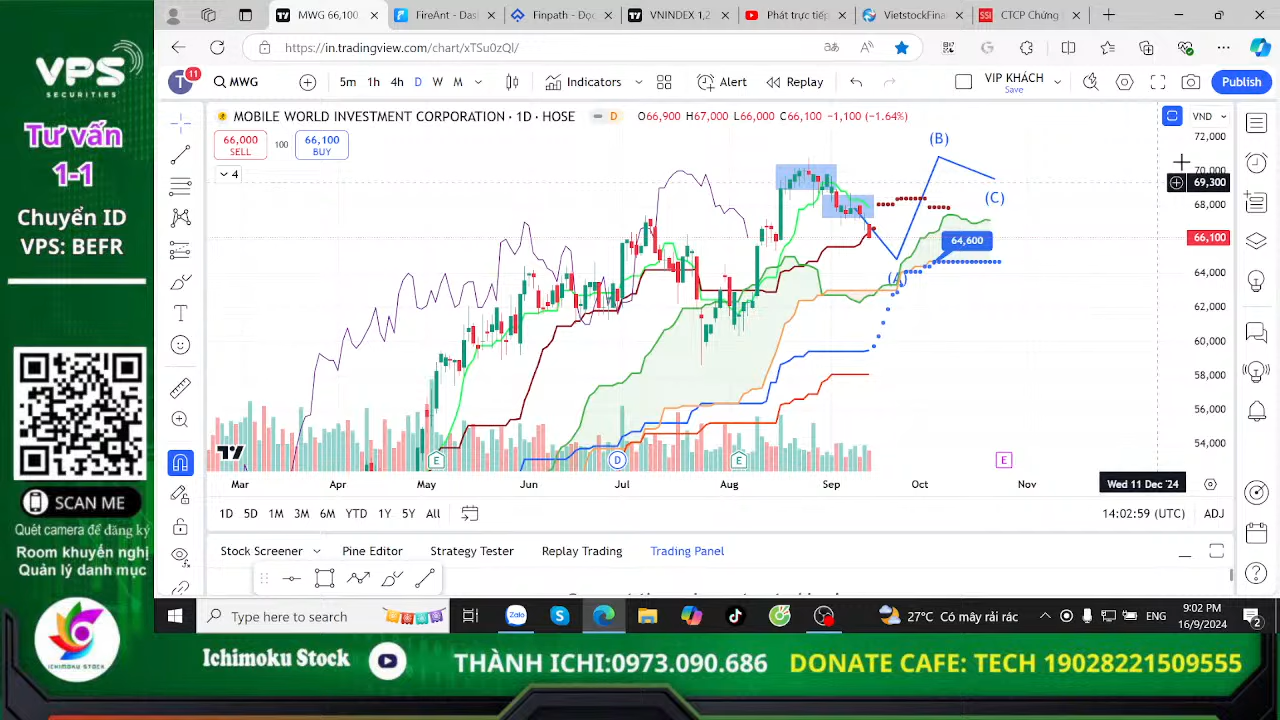 VPS
SECURITIES
Tư vấn
1-1
Chuyển ID
VPS: BEFR
SCAN ME
Quét camera để đăng ký
Room khuyến nghị
Quản lý danh mục
ICHIMOKU STOCK
MWG 66,100
FireAnt - Das
Finpath - Đọc
VNINDEX 1,2
Phát trực tiếp
VietstockFina
SSI
CTCP Chứng
https://in.tradingview.com/chart/xTSu0zQl/
T
11
MWG
5m 1h 4h D W M
Indicators
Alert
Replay
VIP KHÁCH
Save
Publish
MOBILE WORLD INVESTMENT CORPORATION · 1D · HOSE
D
O66,900 H67,000 L66,000 C66,100 −1,100 (−1.64%)
VND
66,000
SELL
100
66,100
BUY
4
(B)
(C)
(A)
64,600
72,000
70,000
69,300
68,000
66,100
64,000
62,000
60,000
58,000
56,000
54,000
E
D
E
E
Mar
Apr
May
Jun
Jul
Aug
Sep
Oct
Nov
Wed 11 Dec '24
1D 5D 1M 3M 6M YTD 1Y 5Y All
14:02:59 (UTC)
ADJ
Stock Screener
Pine Editor
Strategy Tester
Replay Trading
Trading Panel
Type here to search
Zalo
27°C Có mây rải rác
ENG
9:02 PM
16/9/2024
2
Ichimoku Stock
THÀNH ICHI:0973.090.680
DONATE CAFE: TECH 19028221509555